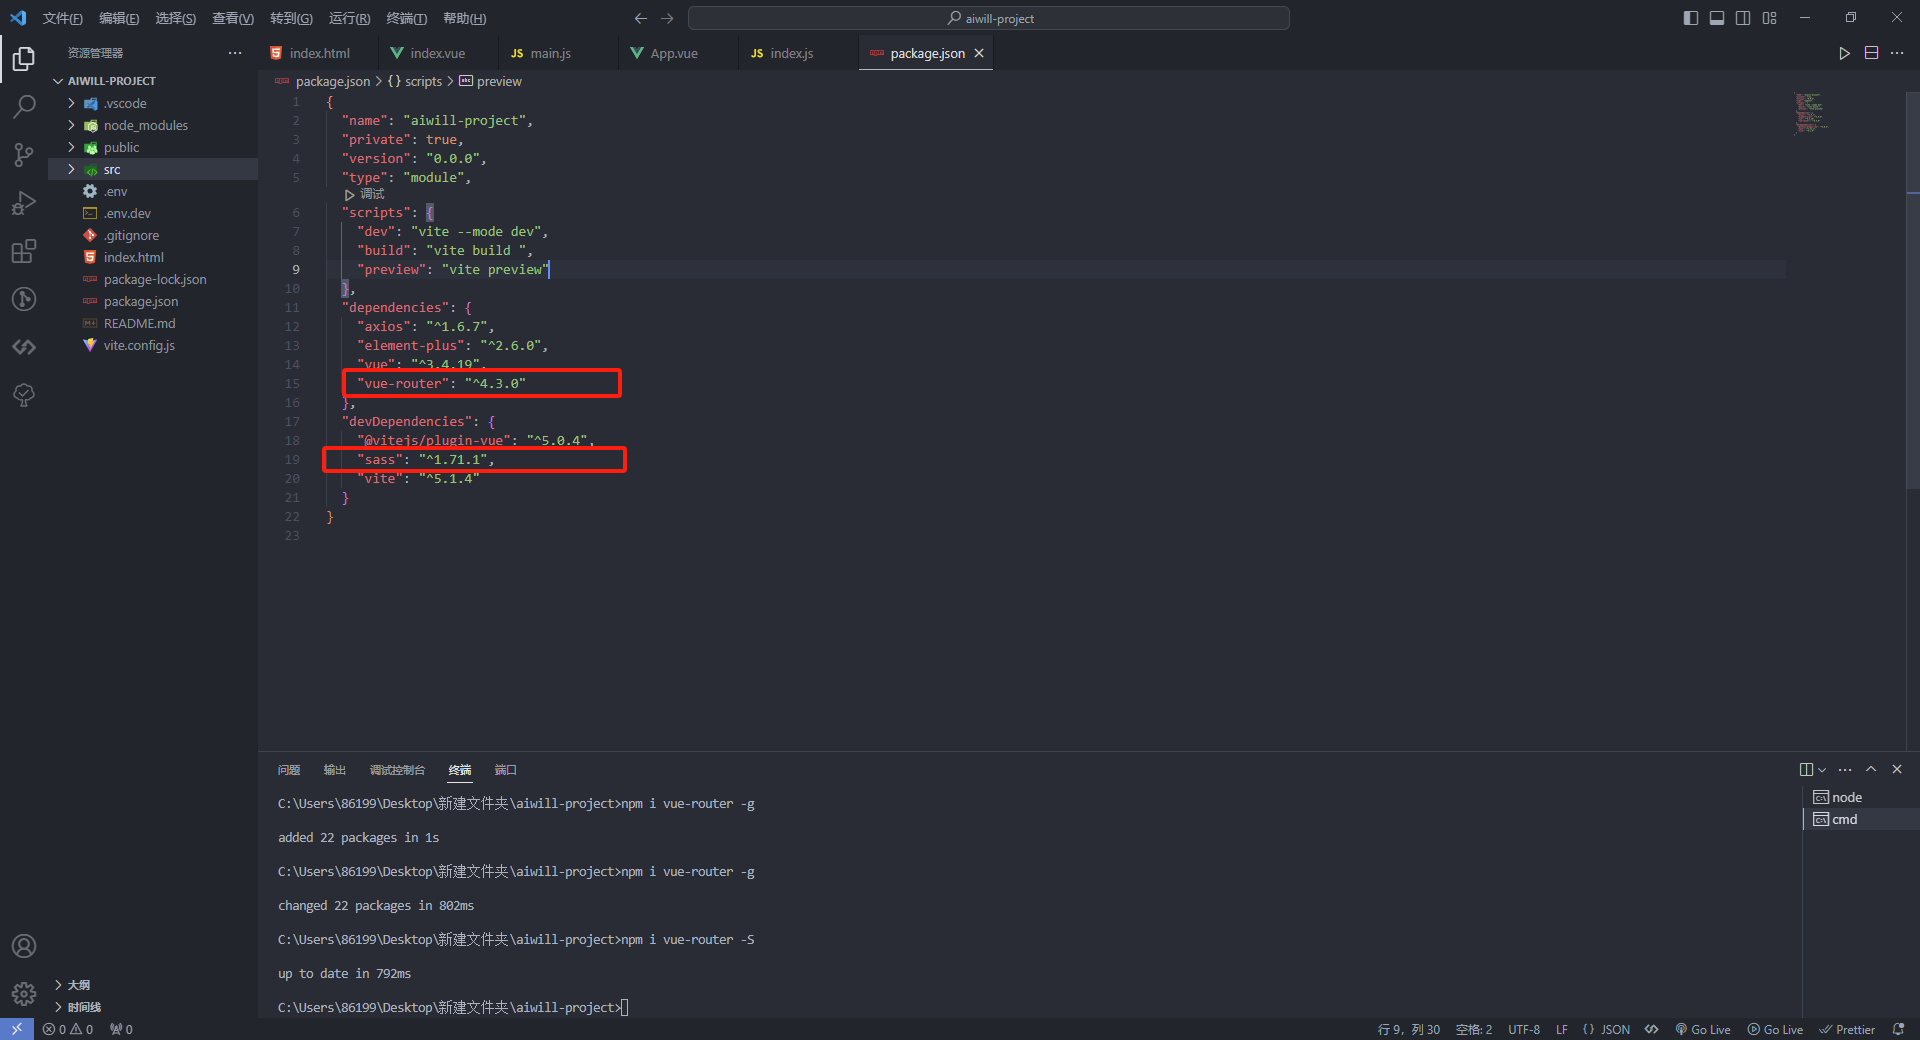 文件(F) 编辑(E) 选择(S) 查看(V) 转到(G) 运行(R) 终端(T) 帮助(H)
aiwill-project
资源管理器
index.html
index.vue
JS main.js
App.vue
JS index.js
package.json
AIWILL-PROJECT
.vscode
node_modules
public
src
.env
.env.dev
.gitignore
index.html
package-lock.json
package.json
README.md
vite.config.js
大纲
时间线
package.json > {} scripts > preview
1 {
2 "name": "aiwill-project",
3 "private": true,
4 "version": "0.0.0",
5 "type": "module",
调试
6 "scripts": {
7 "dev": "vite --mode dev",
8 "build": "vite build ",
9 "preview": "vite preview"
10 },
11 "dependencies": {
12 "axios": "^1.6.7",
13 "element-plus": "^2.6.0",
14 "vue": "^3.4.19",
15 "vue-router": "^4.3.0"
16 },
17 "devDependencies": {
18 "@vitejs/plugin-vue": "^5.0.4",
19 "sass": "^1.71.1",
20 "vite": "^5.1.4"
21 }
22 }
23
问题 输出 调试控制台 终端 端口
C:\Users\86199\Desktop\新建文件夹\aiwill-project>npm i vue-router -g
added 22 packages in 1s
C:\Users\86199\Desktop\新建文件夹\aiwill-project>npm i vue-router -g
changed 22 packages in 802ms
C:\Users\86199\Desktop\新建文件夹\aiwill-project>npm i vue-router -S
up to date in 792ms
C:\Users\86199\Desktop\新建文件夹\aiwill-project>
node
cmd
0 0 0
行 9，列 30 空格: 2 UTF-8 LF {} JSON Go Live Go Live Prettier